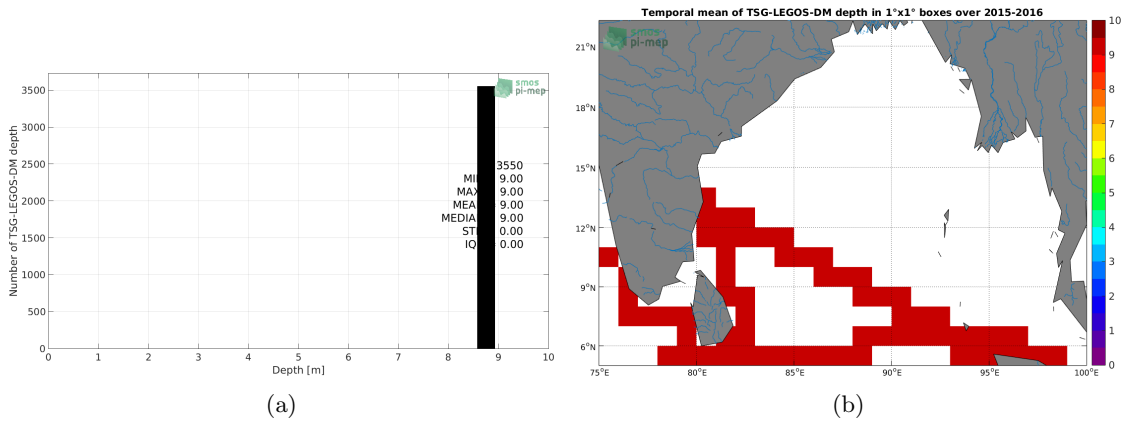 Temporal mean of TSG-LEGOS-DM depth in 1°x1° boxes over 2015-2016
smos
pi-mep
Number of TSG-LEGOS-DM depth
3500
3000
2500
2000
1500
1000
500
0
3550
MI 9.00
MAX 9.00
MEA 9.00
MEDIA 9.00
ST 0.00
IQ 0.00
0 1 2 3 4 5 6 7 8 9 10
Depth [m]
(a)
smos
pi-mep
21°N
18°N
15°N
12°N
9°N
6°N
75°E 80°E 85°E 90°E 95°E 100°E
10
9
8
7
6
5
4
3
2
1
0
(b)